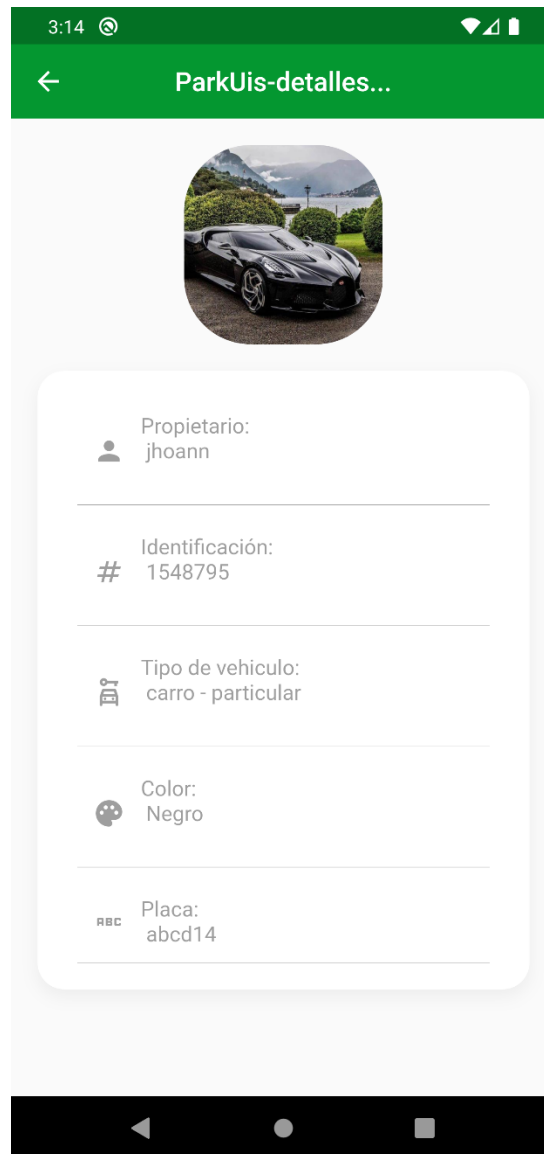 3:14
ParkUis-detalles...
Propietario:
jhoann
Identificación:
# 1548795
Tipo de vehiculo:
carro - particular
Color:
Negro
ABC
Placa:
abcd14